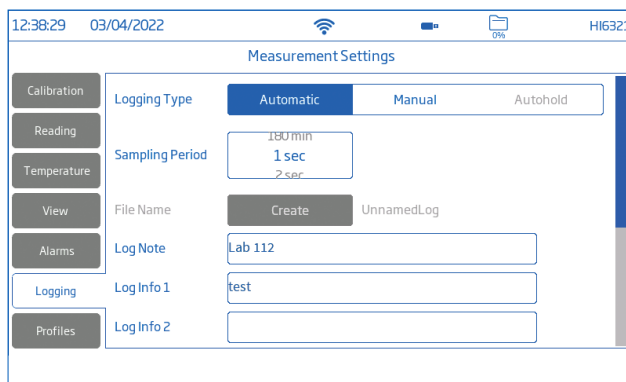 12:38:29 03/04/2022 0% HI6321
Measurement Settings
Calibration
Reading
Temperature
View
Alarms
Logging
Profiles
Logging Type Automatic Manual Autohold
180 min
Sampling Period 1 sec
2 sec
File Name Create UnnamedLog
Log Note Lab 112
Log Info 1 test
Log Info 2